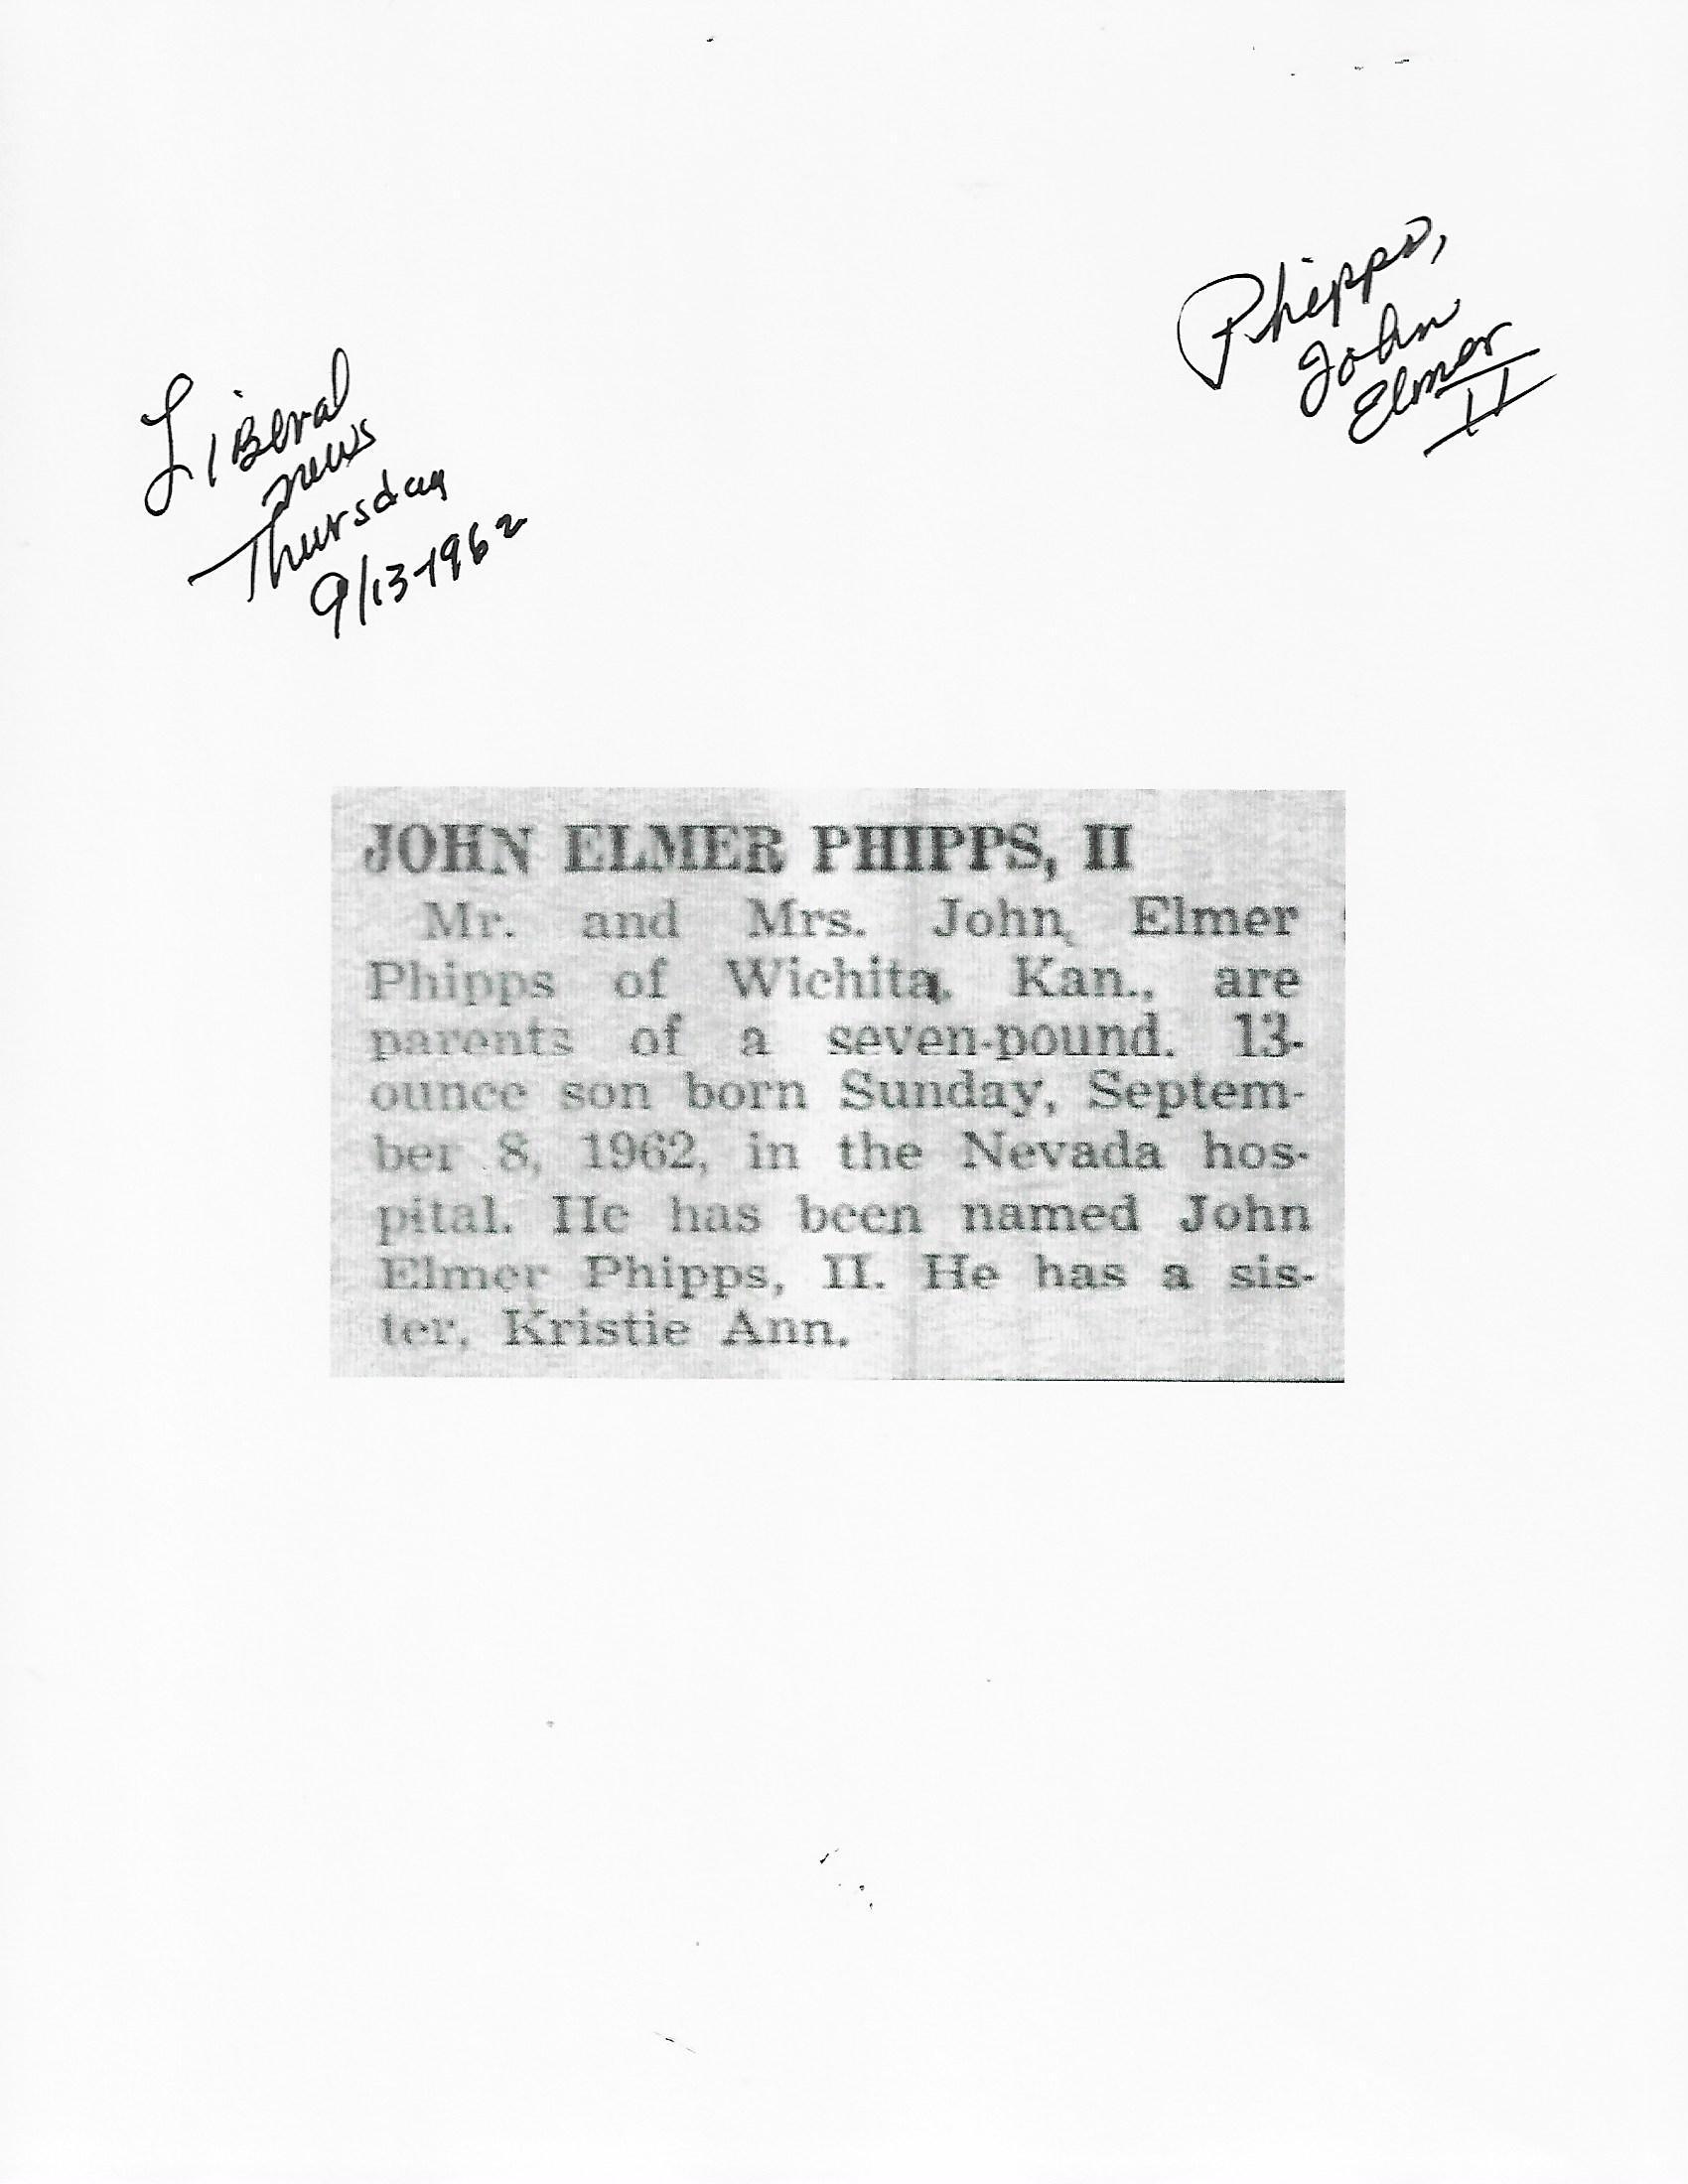 Phipps,
John
Elmer
II
Liberal
news
Thursday
9/13-1962
JOHN ELMER PHIPPS, II
Mr. and Mrs. John Elmer
Phipps of Wichita, Kan., are
parents of a seven-pound. 13-
ounce son born Sunday, Septem-
ber 8, 1962, in the Nevada hos-
pital. He has been named John
Elmer Phipps, II. He has a sis-
ter, Kristie Ann.